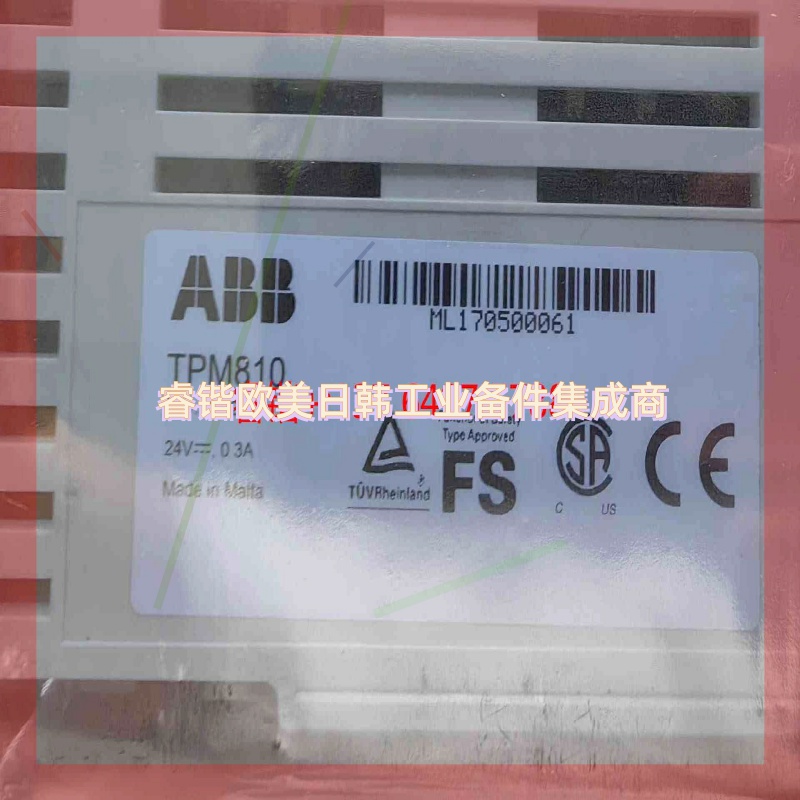 ABB
ML170500061
TPM810
睿锴欧美日韩工业备件集成商
Type Approved
24V⎓, 0.3A
TÜVRheinland
FS
SA
CE
Made in Malta
C US